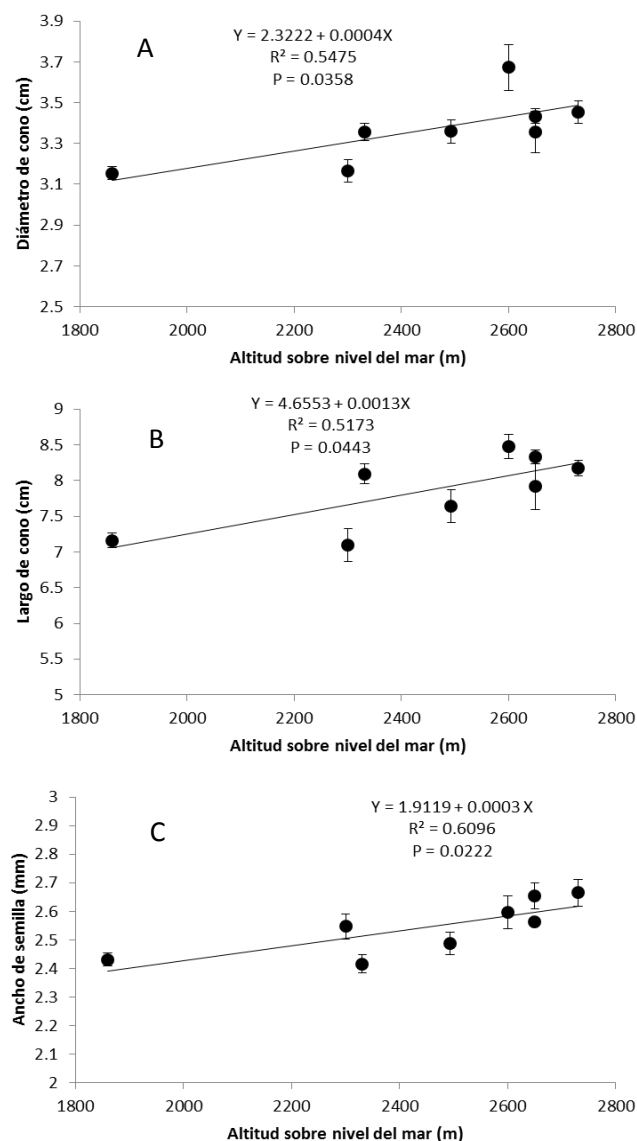 A
Y = 2.3222 + 0.0004X
R² = 0.5475
P = 0.0358
Diámetro de cono (cm)
3.9
3.7
3.5
3.3
3.1
2.9
2.7
2.5
1800 2000 2200 2400 2600 2800
Altitud sobre nivel del mar (m)
B
Y = 4.6553 + 0.0013X
R² = 0.5173
P = 0.0443
Largo de cono (cm)
9
8.5
8
7.5
7
6.5
6
5.5
5
1800 2000 2200 2400 2600 2800
Altitud sobre nivel del mar (m)
C
Y = 1.9119 + 0.0003 X
R² = 0.6096
P = 0.0222
Ancho de semilla (mm)
3
2.9
2.8
2.7
2.6
2.5
2.4
2.3
2.2
2.1
2
1800 2000 2200 2400 2600 2800
Altitud sobre nivel del mar (m)